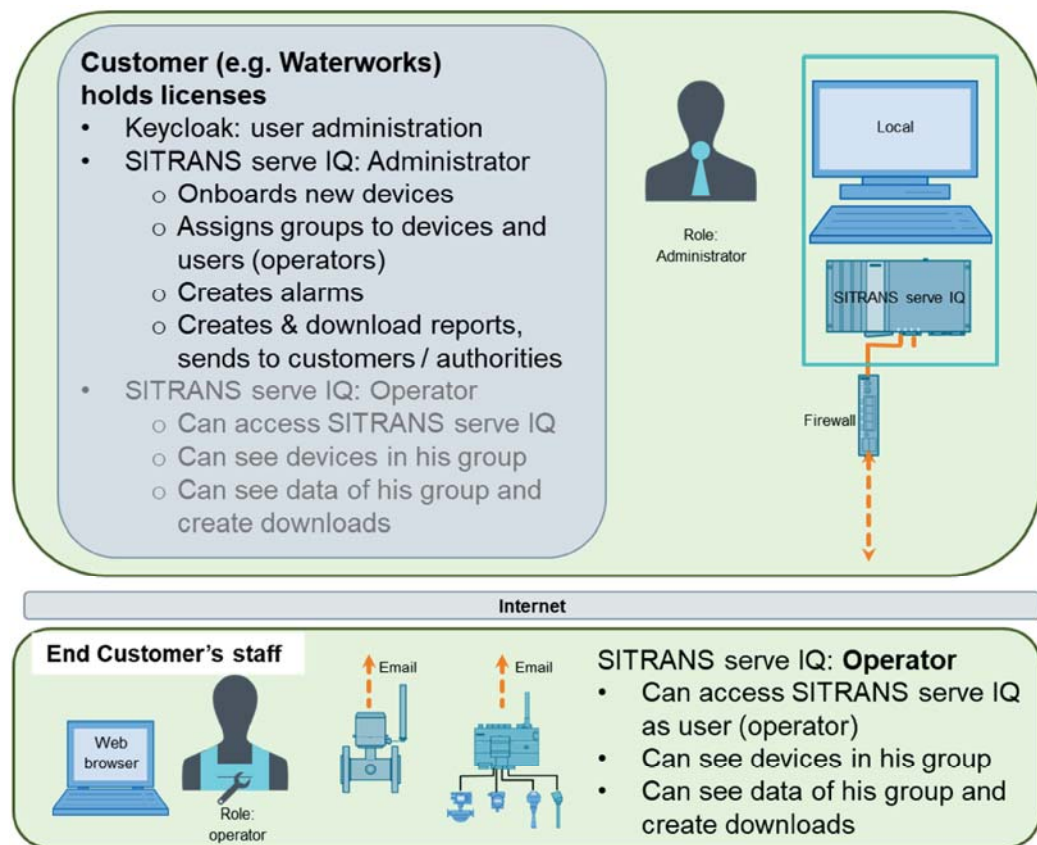 Customer (e.g. Waterworks)
holds licenses
• Keycloak: user administration
• SITRANS serve IQ: Administrator
o Onboards new devices
o Assigns groups to devices and
users (operators)
o Creates alarms
o Creates & download reports,
sends to customers / authorities
• SITRANS serve IQ: Operator
o Can access SITRANS serve IQ
o Can see devices in his group
o Can see data of his group and
create downloads
Role:
Administrator
Local
SITRANS serve IQ
Firewall
Internet
End Customer's staff
Web
browser
Role:
operator
Email
Email
SITRANS serve IQ: Operator
• Can access SITRANS serve IQ
as user (operator)
• Can see devices in his group
• Can see data of his group and
create downloads